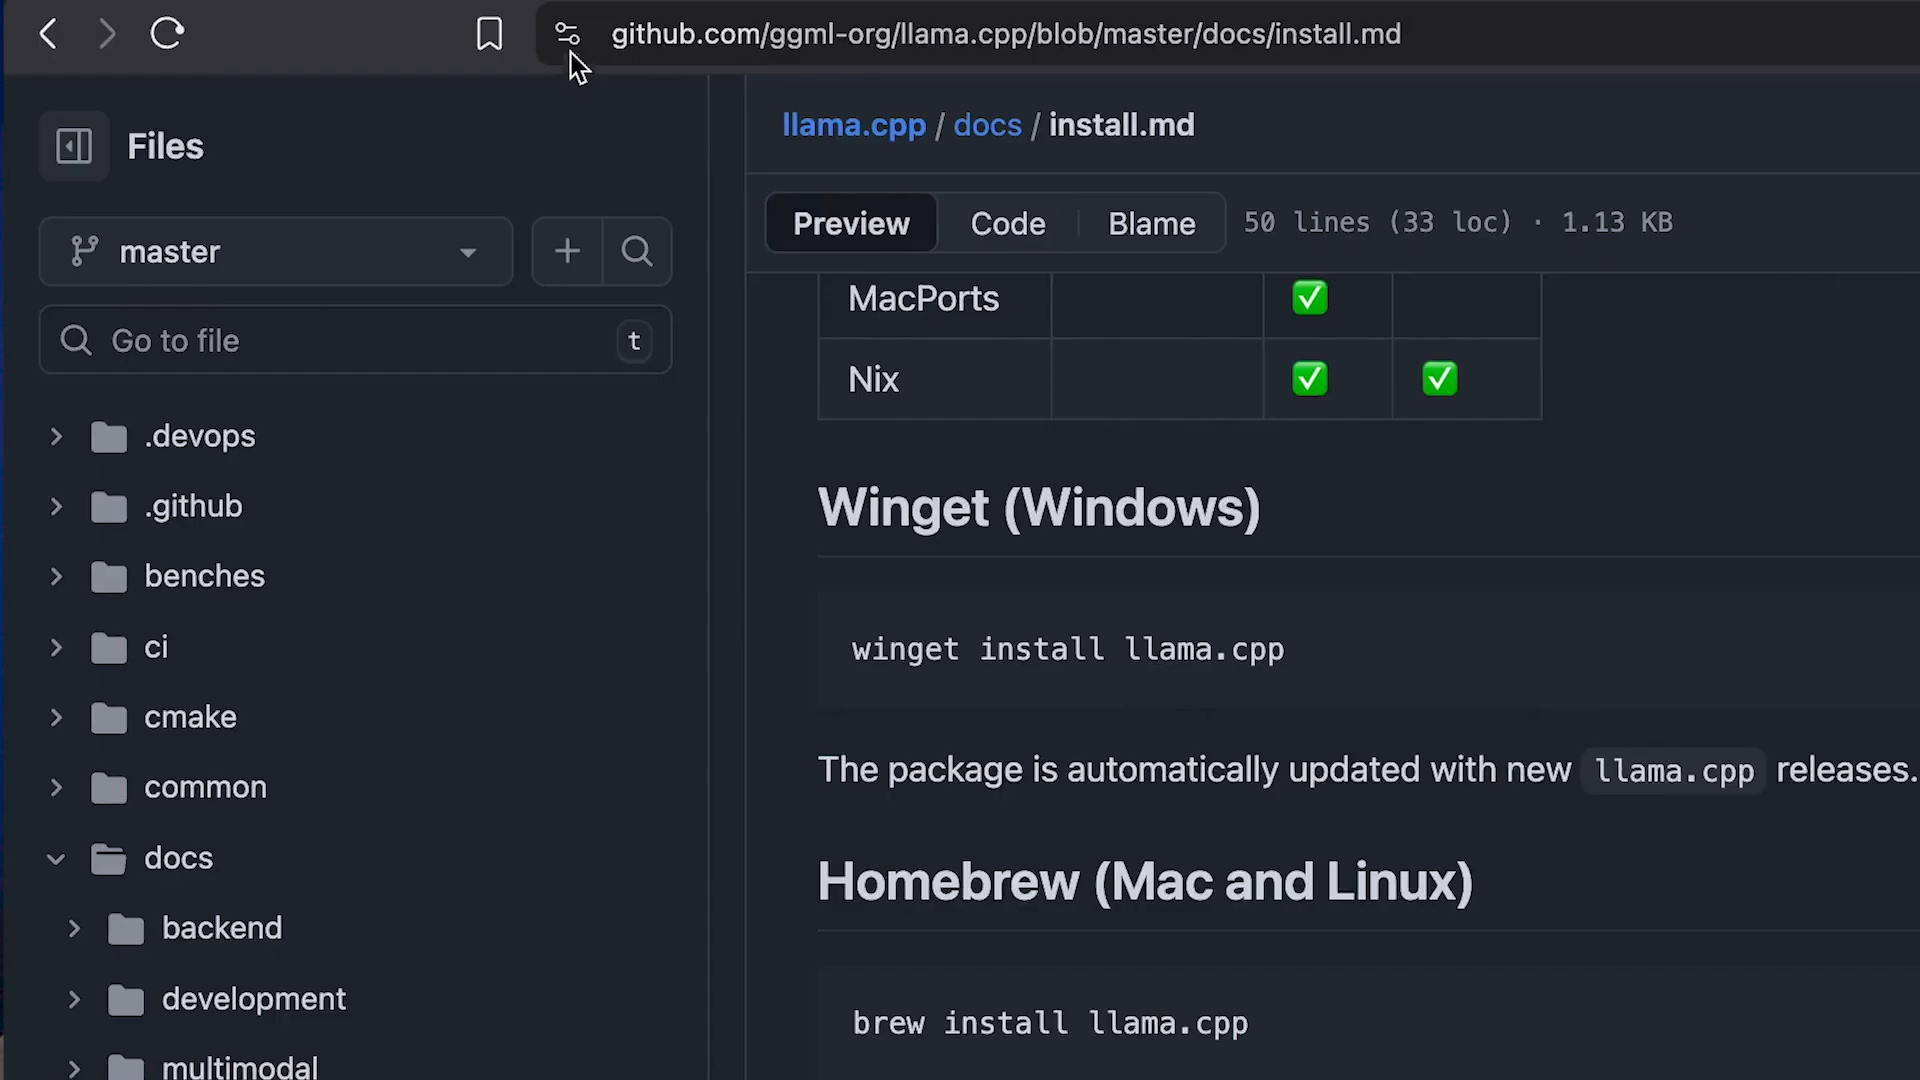 github.com/ggml-org/llama.cpp/blob/master/docs/install.md
Files
master
Go to file
t
.devops
.github
benches
ci
cmake
common
docs
backend
development
multimodal
llama.cpp / docs / install.md
Preview Code Blame 50 lines (33 loc) · 1.13 KB
MacPorts ✅
Nix ✅ ✅
Winget (Windows)
winget install llama.cpp
The package is automatically updated with new llama.cpp releases.
Homebrew (Mac and Linux)
brew install llama.cpp